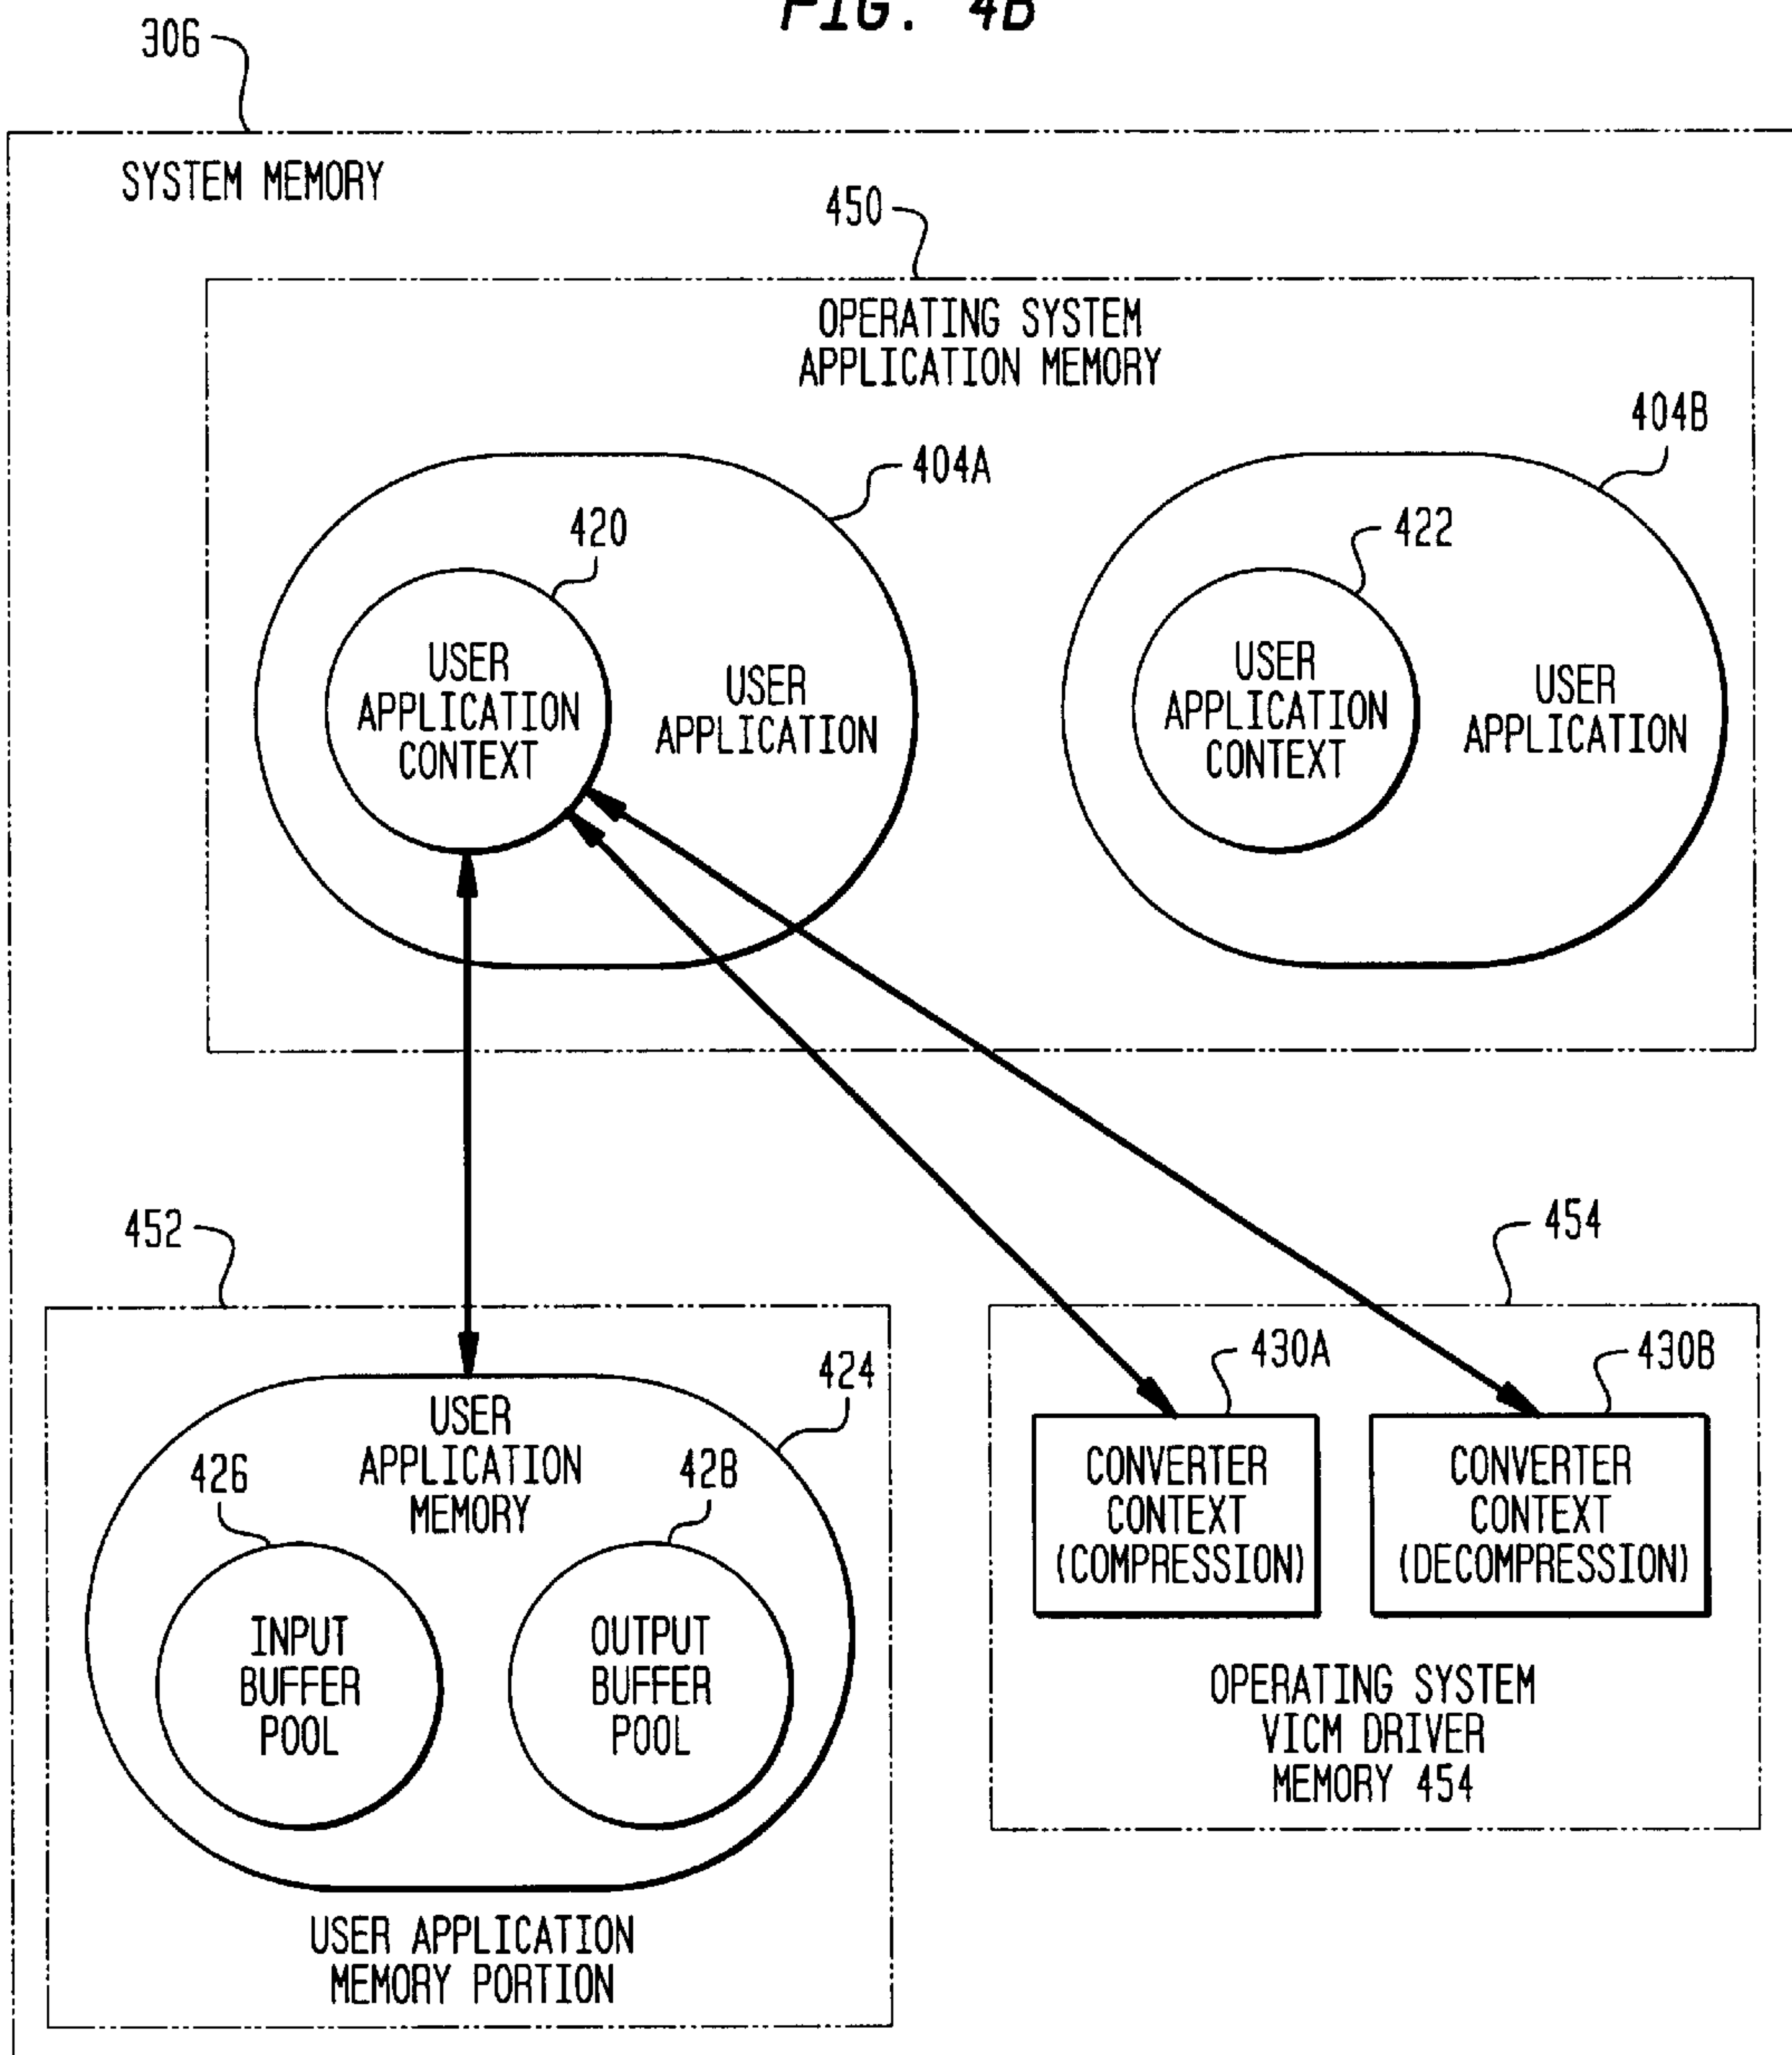 FIG. 4B
306
SYSTEM MEMORY
450
OPERATING SYSTEM
APPLICATION MEMORY
404A
404B
420
422
USER
APPLICATION
CONTEXT
USER
APPLICATION
USER
APPLICATION
CONTEXT
USER
APPLICATION
452
454
424
430A
430B
USER
APPLICATION
MEMORY
426
428
INPUT
BUFFER
POOL
OUTPUT
BUFFER
POOL
CONVERTER
CONTEXT
(COMPRESSION)
CONVERTER
CONTEXT
(DECOMPRESSION)
OPERATING SYSTEM
VICM DRIVER
MEMORY 454
USER APPLICATION
MEMORY PORTION